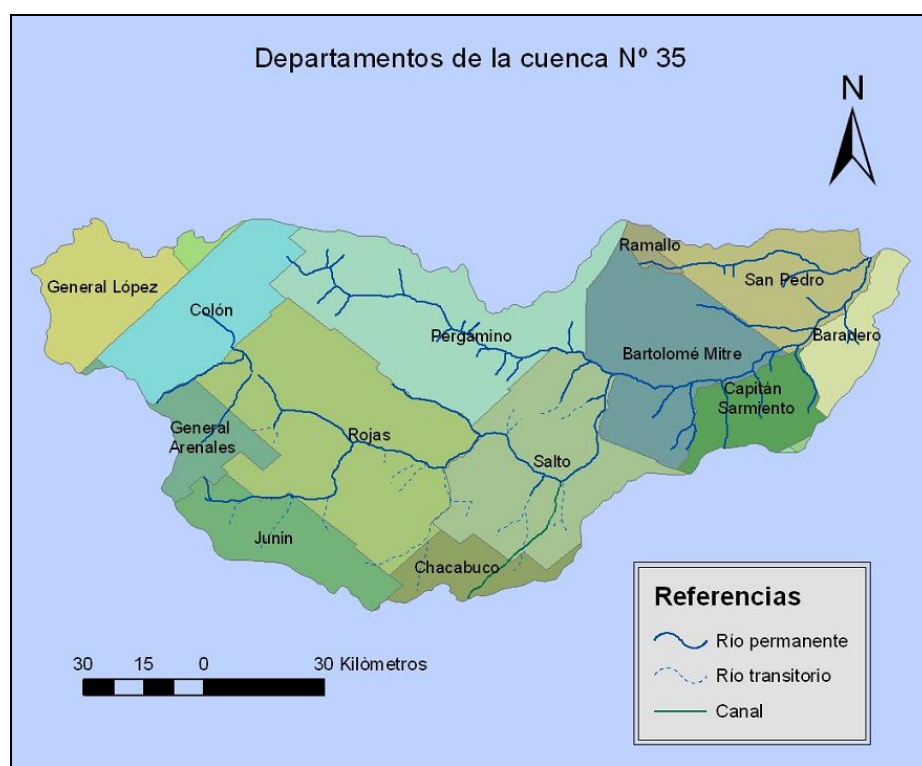 Departamentos de la cuenca Nº 35
N
Ramallo
General López
San Pedro
Colón
Pergamino
Baradero
Bartolomé Mitre
Capitán
Sarmiento
General
Arenales
Rojas
Salto
Junin
Chacabuco
Referencias
Río permanente
Río transitorio
Canal
30 15 0 30 Kilòmetros